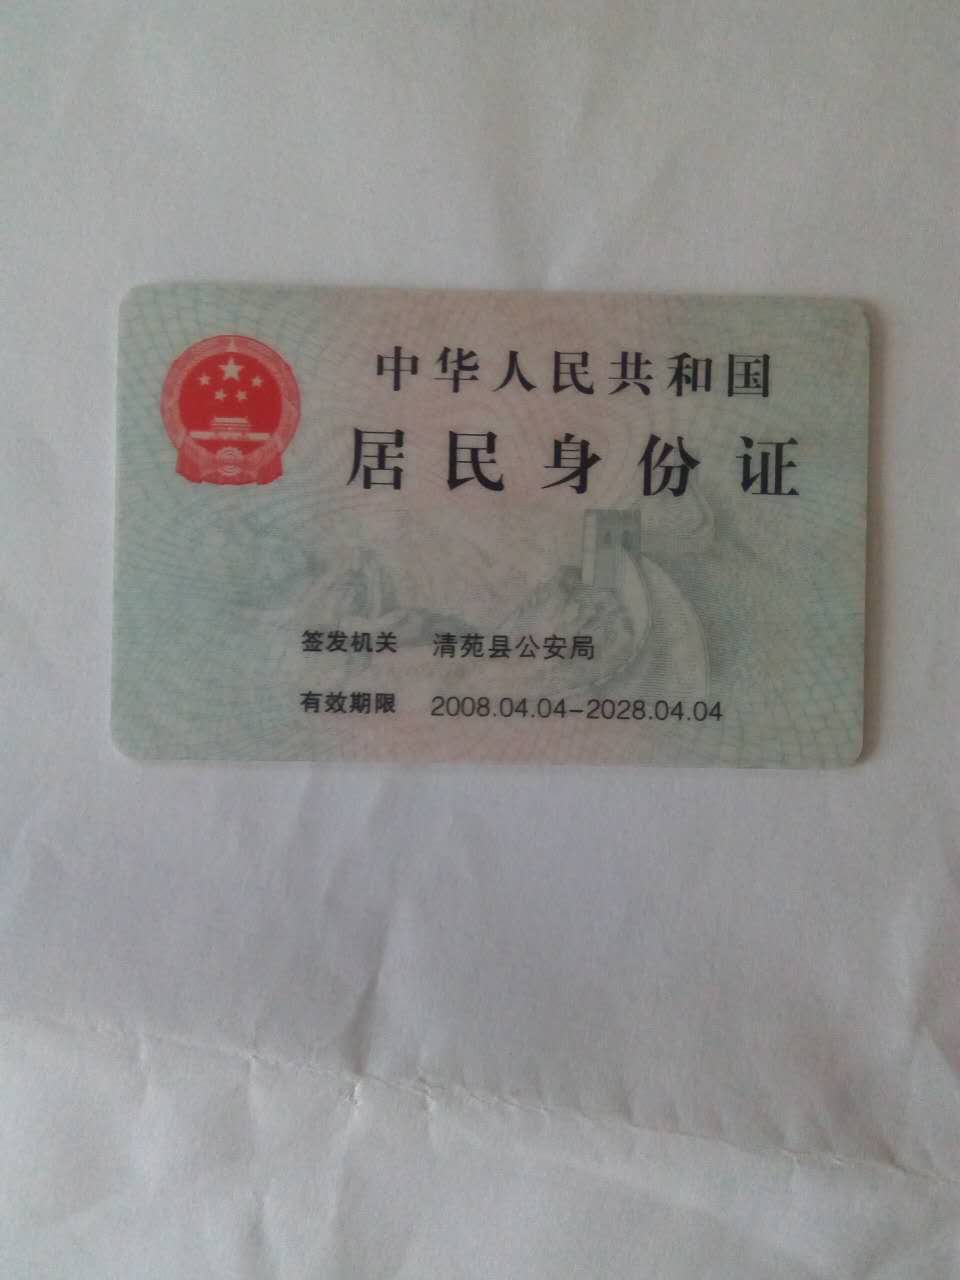 中华人民共和国
居民身份证
签发机关 清苑县公安局
有效期限 2008.04.04-2028.04.04